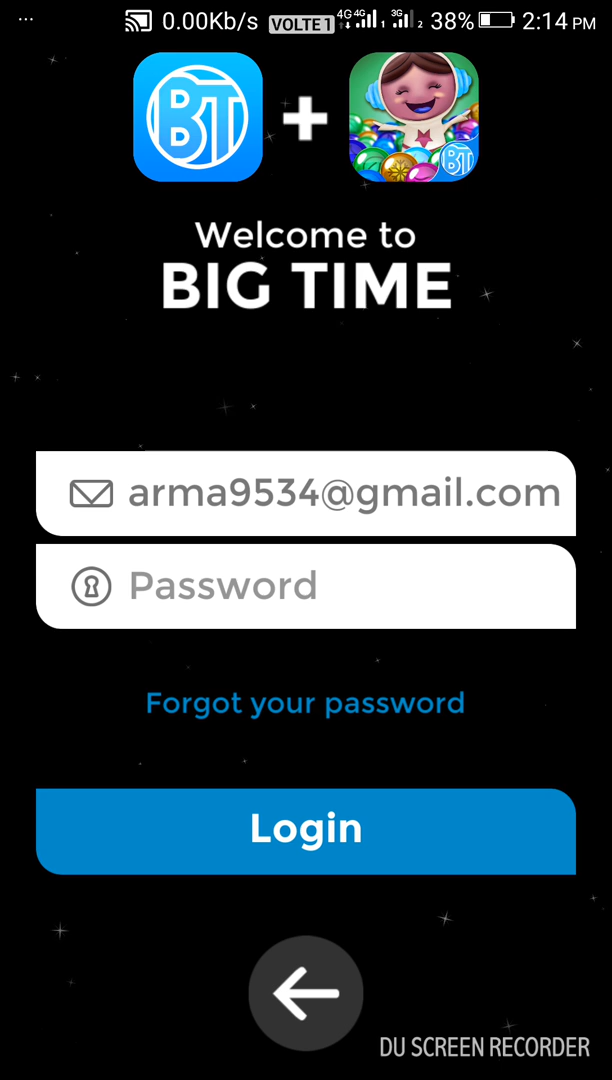 ... 0.00Kb/s VOLTE 1 4G 4G 1 3G 2 38% 2:14 PM
BT + BT
Welcome to
BIG TIME
arma9534@gmail.com
Password
Forgot your password
Login
DU SCREEN RECORDER